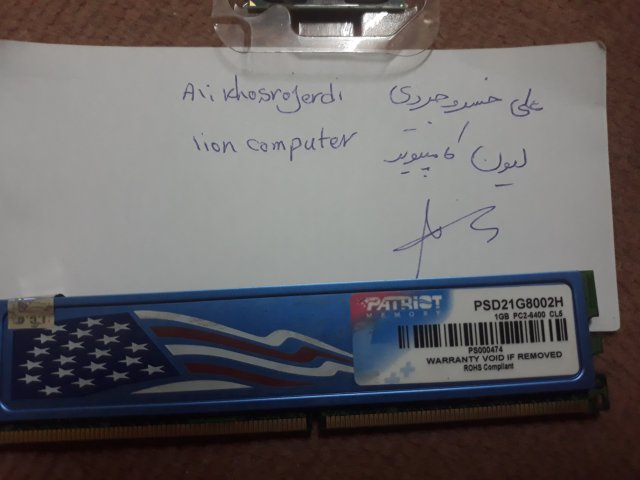 Ali khosrojerdi
علی خسروجردی
lion computer
لیون کامپیوتر
PATRIOT
MEMORY
PSD21G8002H
1GB PC2-6400 CL5
PS000474
WARRANTY VOID IF REMOVED
ROHS Compliant